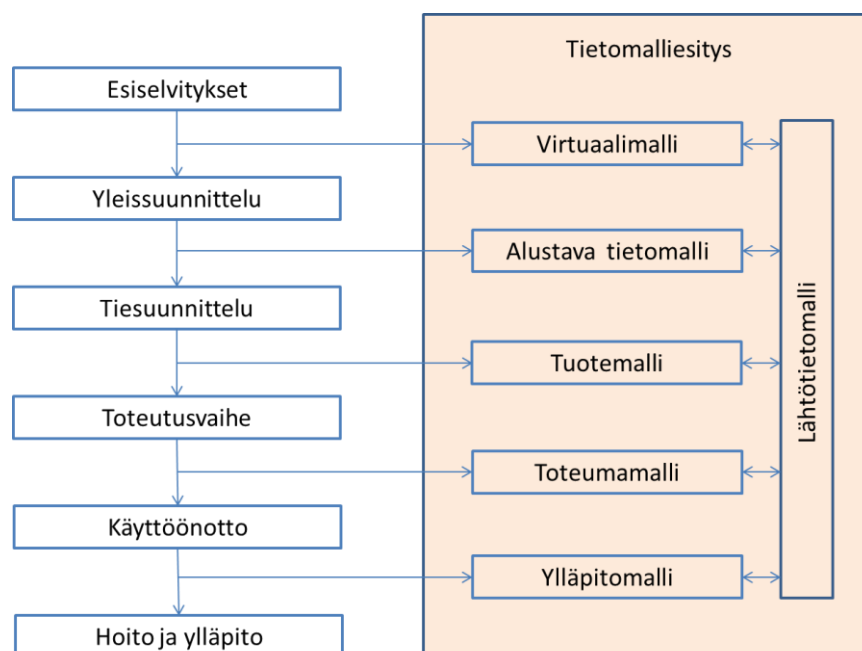 Tietomalliesitys
Esiselvitykset
Virtuaalimalli
Yleissuunnittelu
Alustava tietomalli
Tiesuunnittelu
Tuotemalli
Toteutusvaihe
Toteumamalli
Käyttöönotto
Ylläpitomalli
Hoito ja ylläpito
Lähtötietomalli